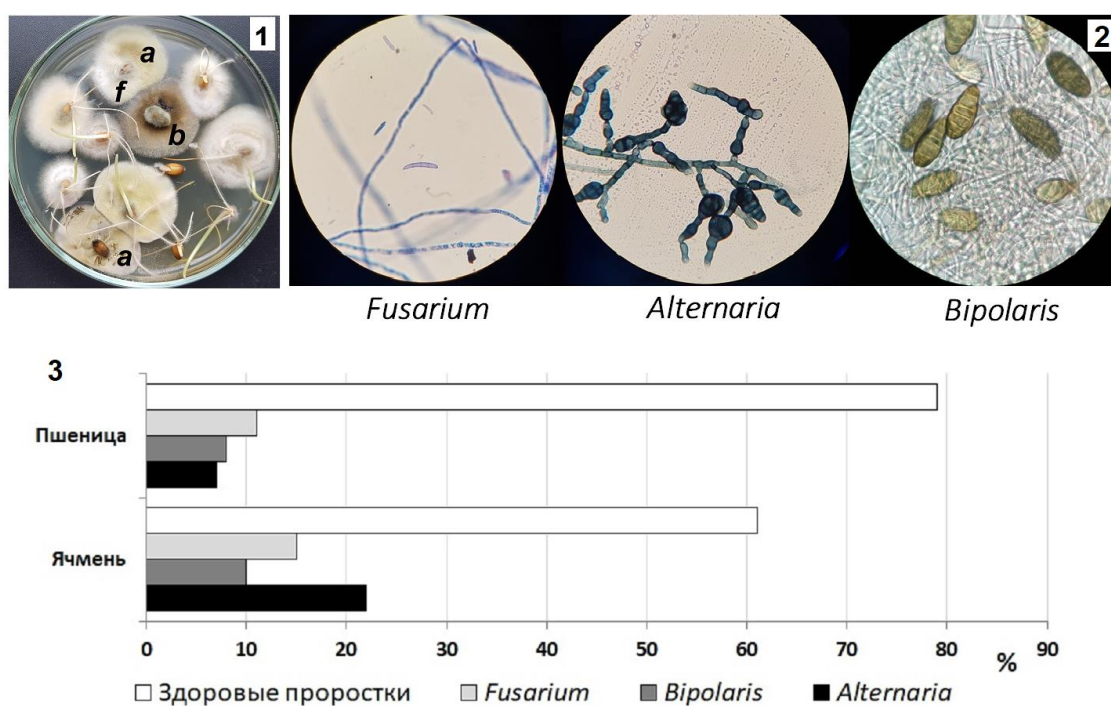 1
a
f
b
a
2
Fusarium
Alternaria
Bipolaris
3
Пшеница
Ячмень
0 10 20 30 40 50 60 70 80 90
%
Здоровые проростки Fusarium Bipolaris Alternaria